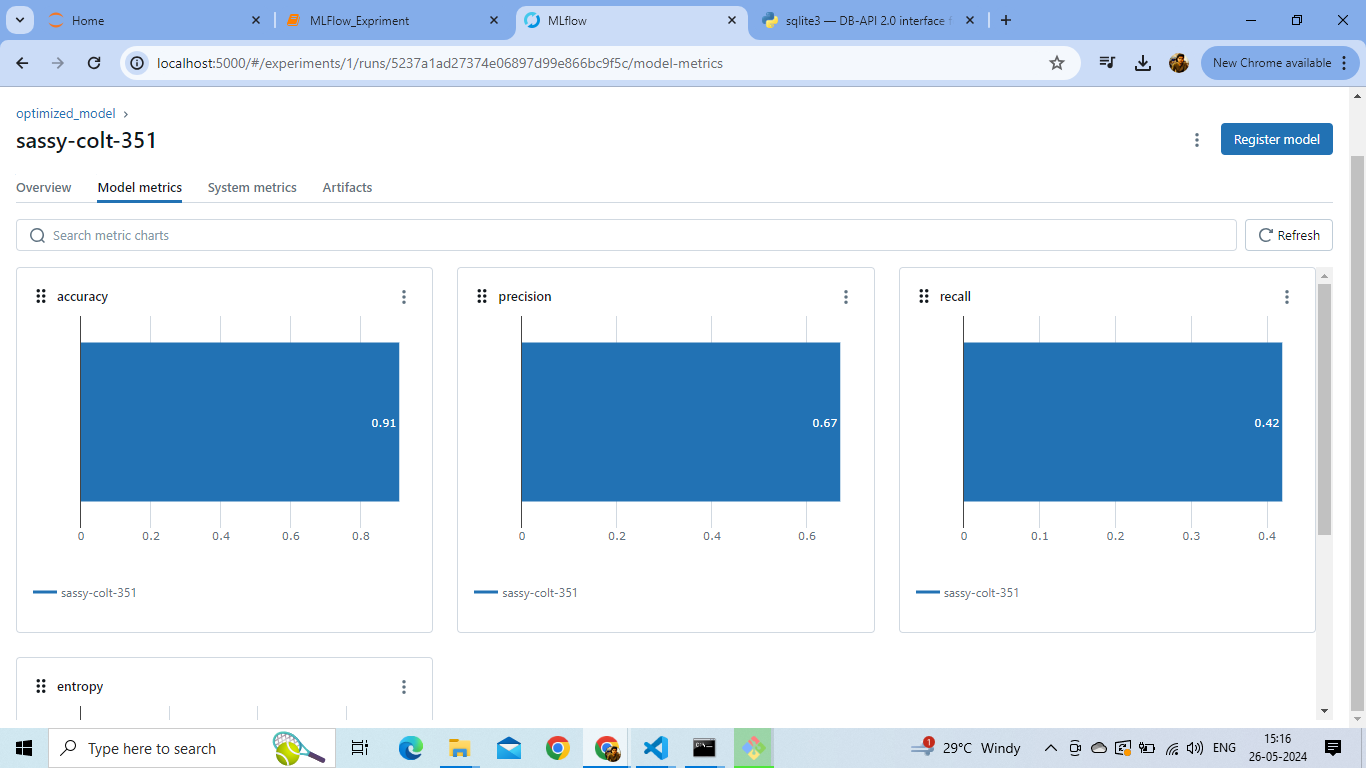 Home
MLFlow_Expriment
MLflow
sqlite3 — DB-API 2.0 interface f
localhost:5000/#/experiments/1/runs/5237a1ad27374e06897d99e866bc9f5c/model-metrics
New Chrome available
optimized_model
sassy-colt-351
Register model
Overview
Model metrics
System metrics
Artifacts
Search metric charts
Refresh
accuracy
0.91
0 0.2 0.4 0.6 0.8
sassy-colt-351
precision
0.67
0 0.2 0.4 0.6
sassy-colt-351
recall
0.42
0 0.1 0.2 0.3 0.4
sassy-colt-351
entropy
Type here to search
1
29°C Windy
ENG
15:16
26-05-2024